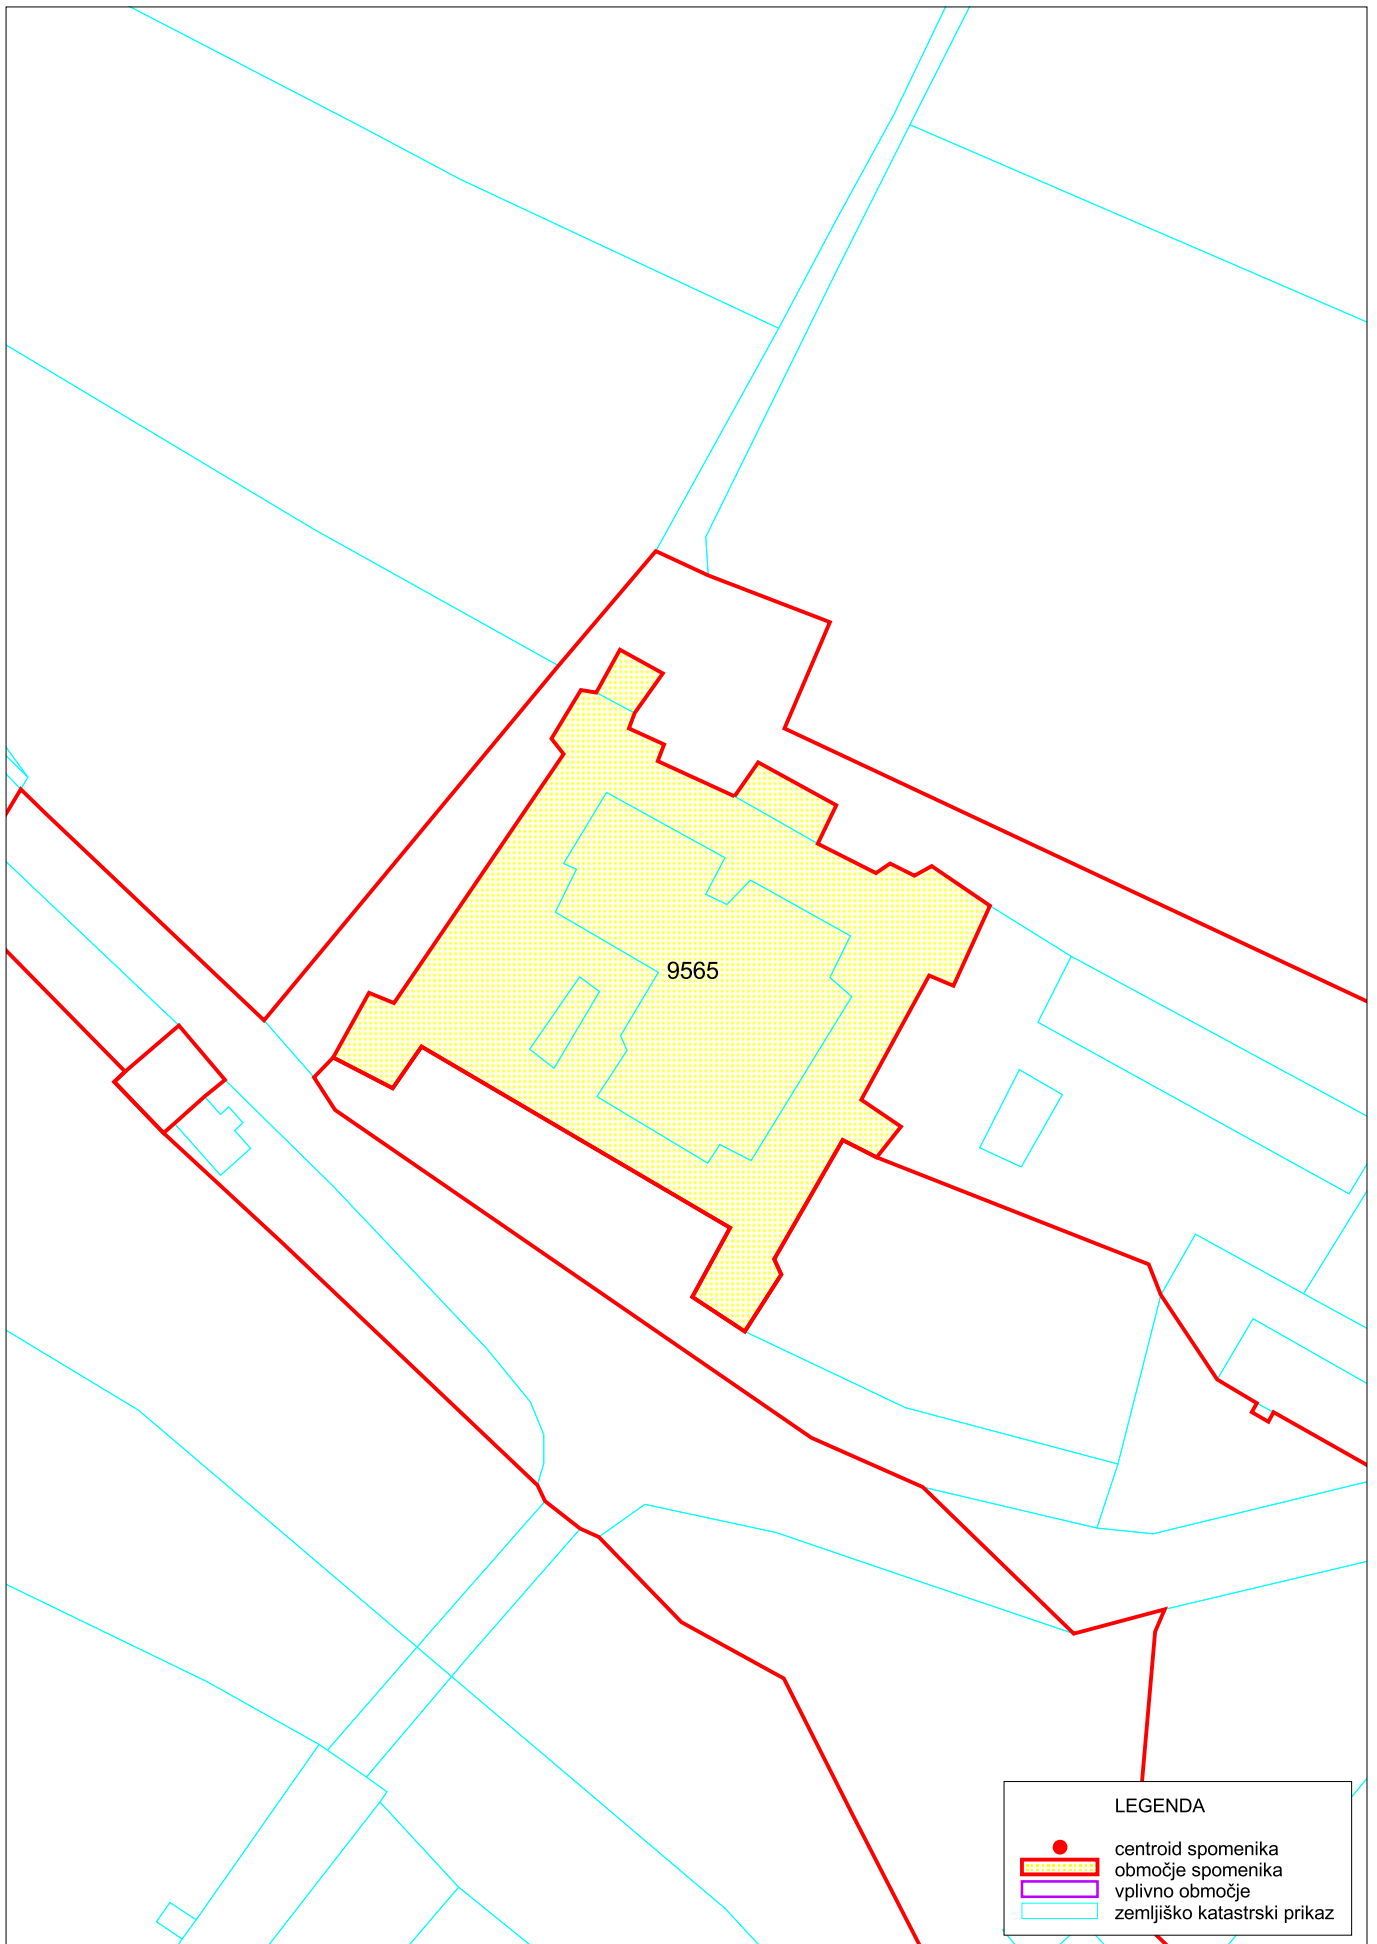 9565
LEGENDA
centroid spomenika
območje spomenika
vplivno območje
zemljiško katastrski prikaz